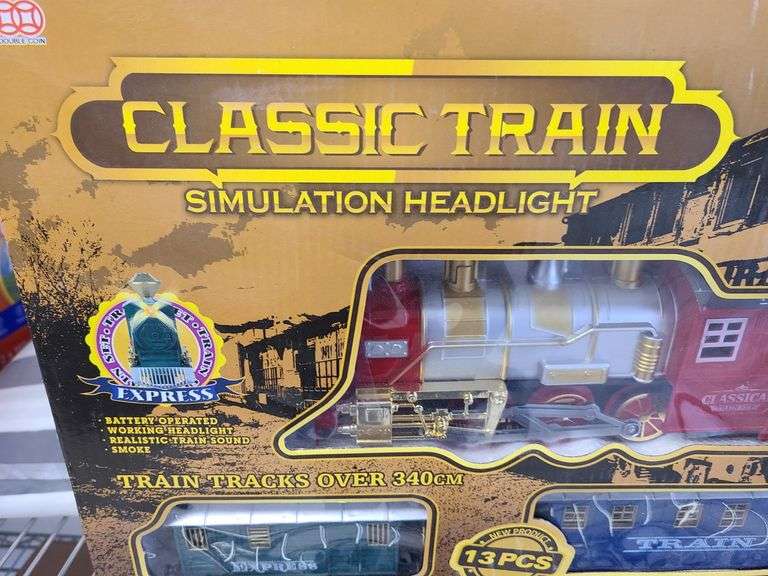 DOUBLE COIN
CLASSIC TRAIN
SIMULATION HEADLIGHT
EXPRESS
· BATTERY OPERATED
WORKING HEADLIGHT
REALISTIC TRAIN SOUND
SMOKE
CLASSICAL
TRAIN TRACKS OVER 340CM
NEW PRODUCT
13 PCS
EXPRESS
TRAIN